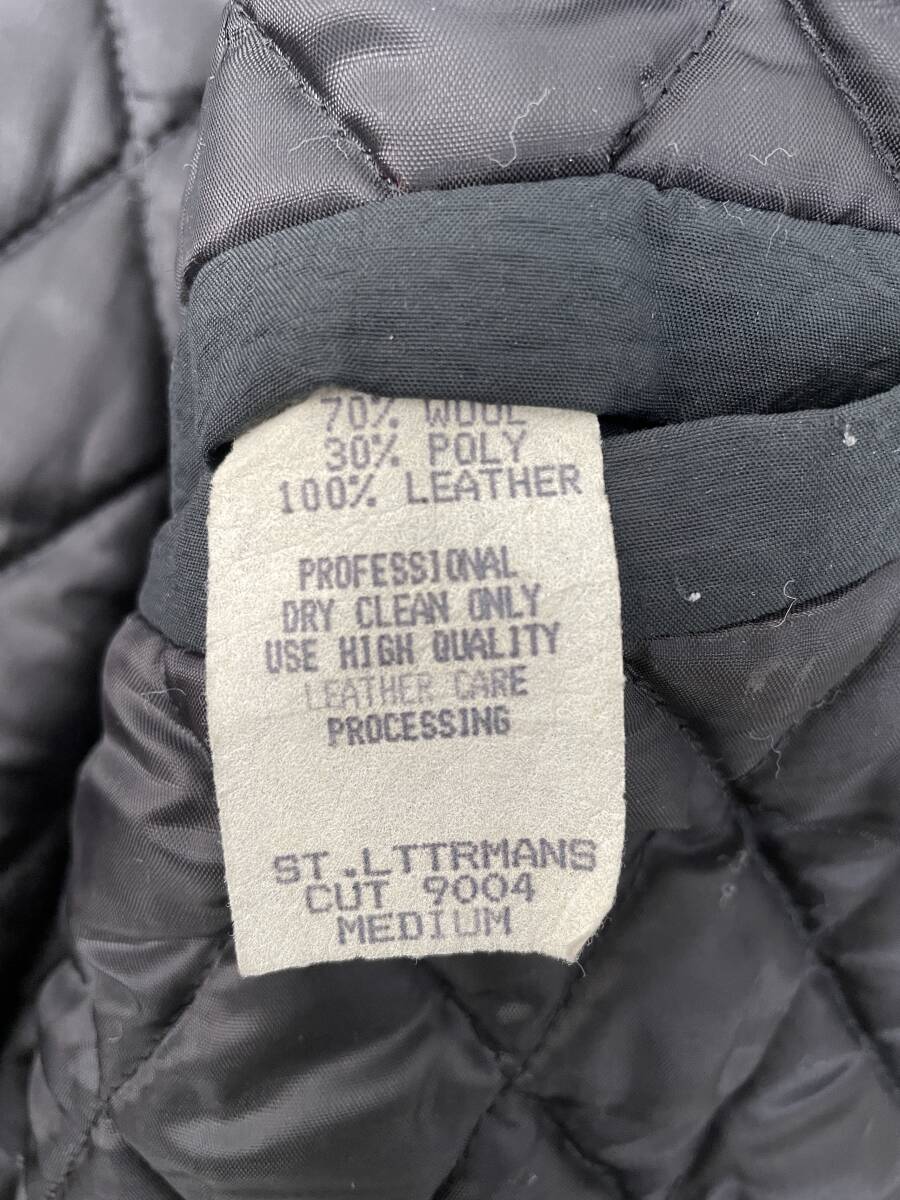 70% WOOL
30% POLY
100% LEATHER
PROFESSIONAL
DRY CLEAN ONLY
USE HIGH QUALITY
LEATHER CARE
PROCESSING
ST.LTTRMANS
CUT 9004
MEDIUM